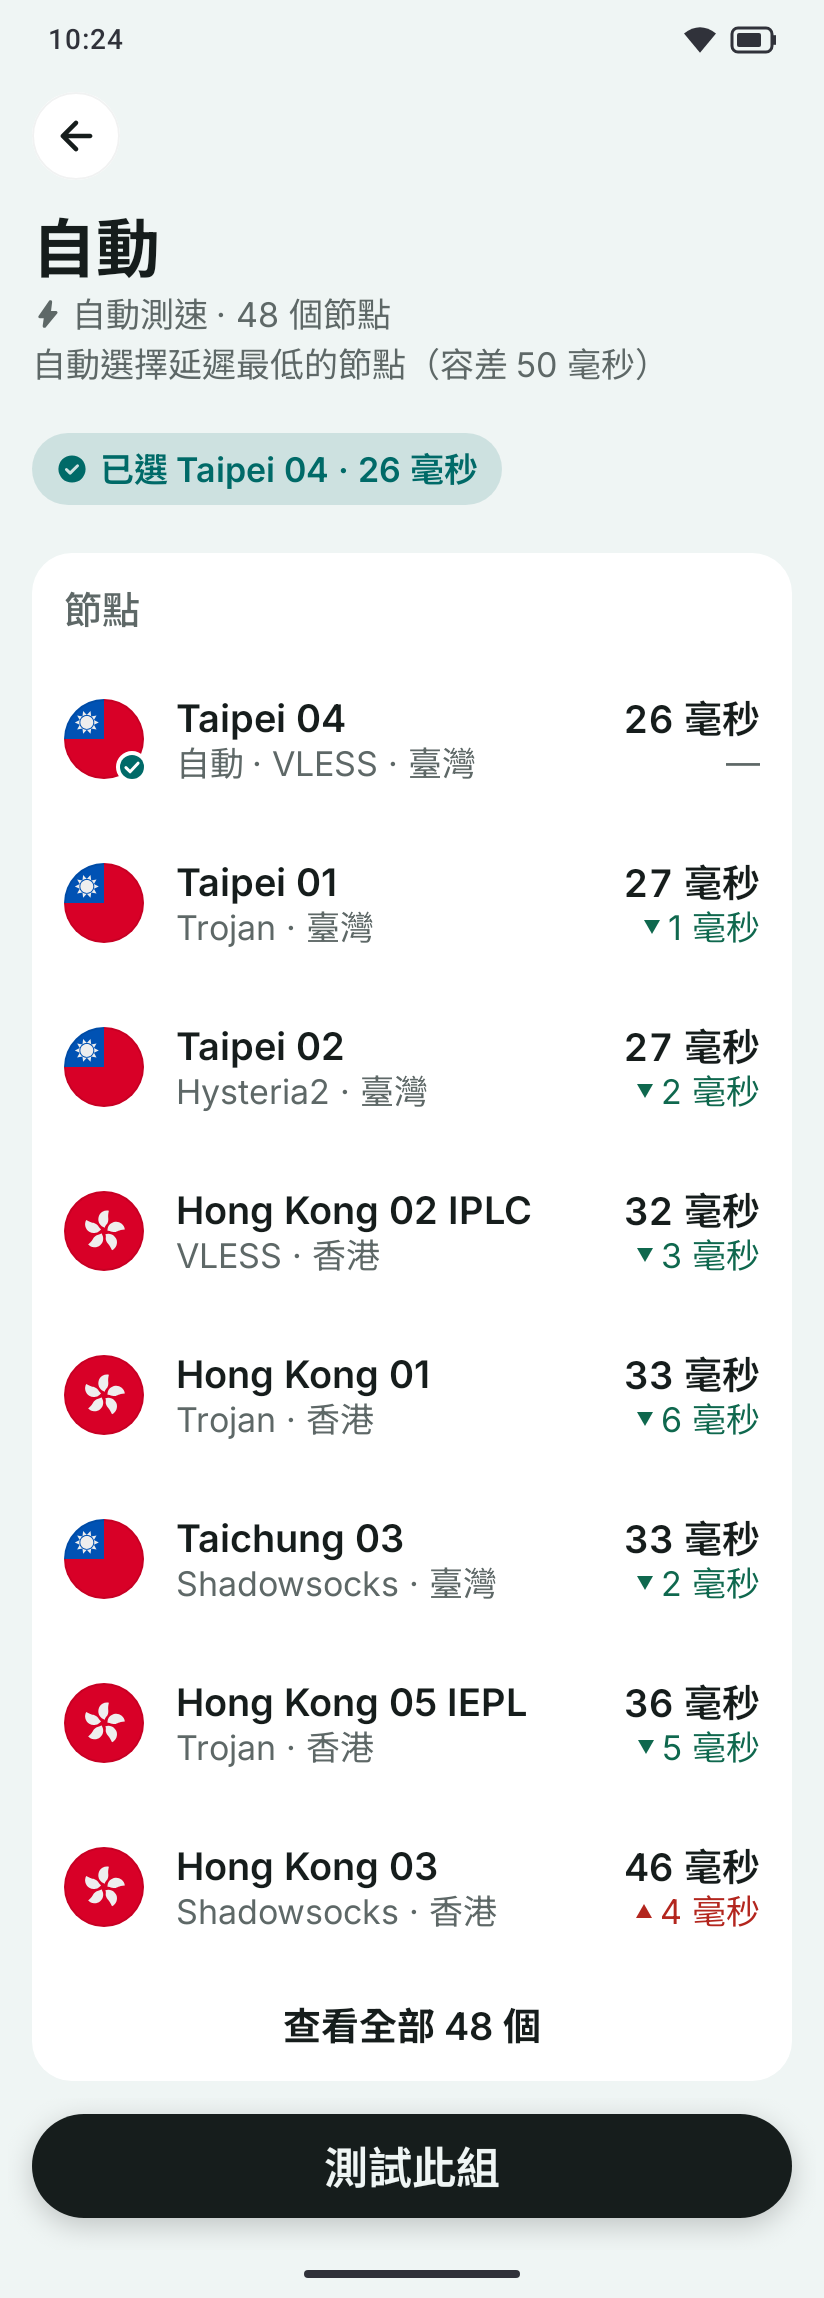 10:24
自動
自動測速 · 48 個節點
自動選擇延遲最低的節點（容差 50 毫秒）
已選 Taipei 04 · 26 毫秒
節點
Taipei 04
26 毫秒
自動 · VLESS · 臺灣
—
Taipei 01
27 毫秒
Trojan · 臺灣
▼1 毫秒
Taipei 02
27 毫秒
Hysteria2 · 臺灣
▼2 毫秒
Hong Kong 02 IPLC
32 毫秒
VLESS · 香港
▼3 毫秒
Hong Kong 01
33 毫秒
Trojan · 香港
▼6 毫秒
Taichung 03
33 毫秒
Shadowsocks · 臺灣
▼2 毫秒
Hong Kong 05 IEPL
36 毫秒
Trojan · 香港
▼5 毫秒
Hong Kong 03
46 毫秒
Shadowsocks · 香港
▲4 毫秒
查看全部 48 個
測試此組